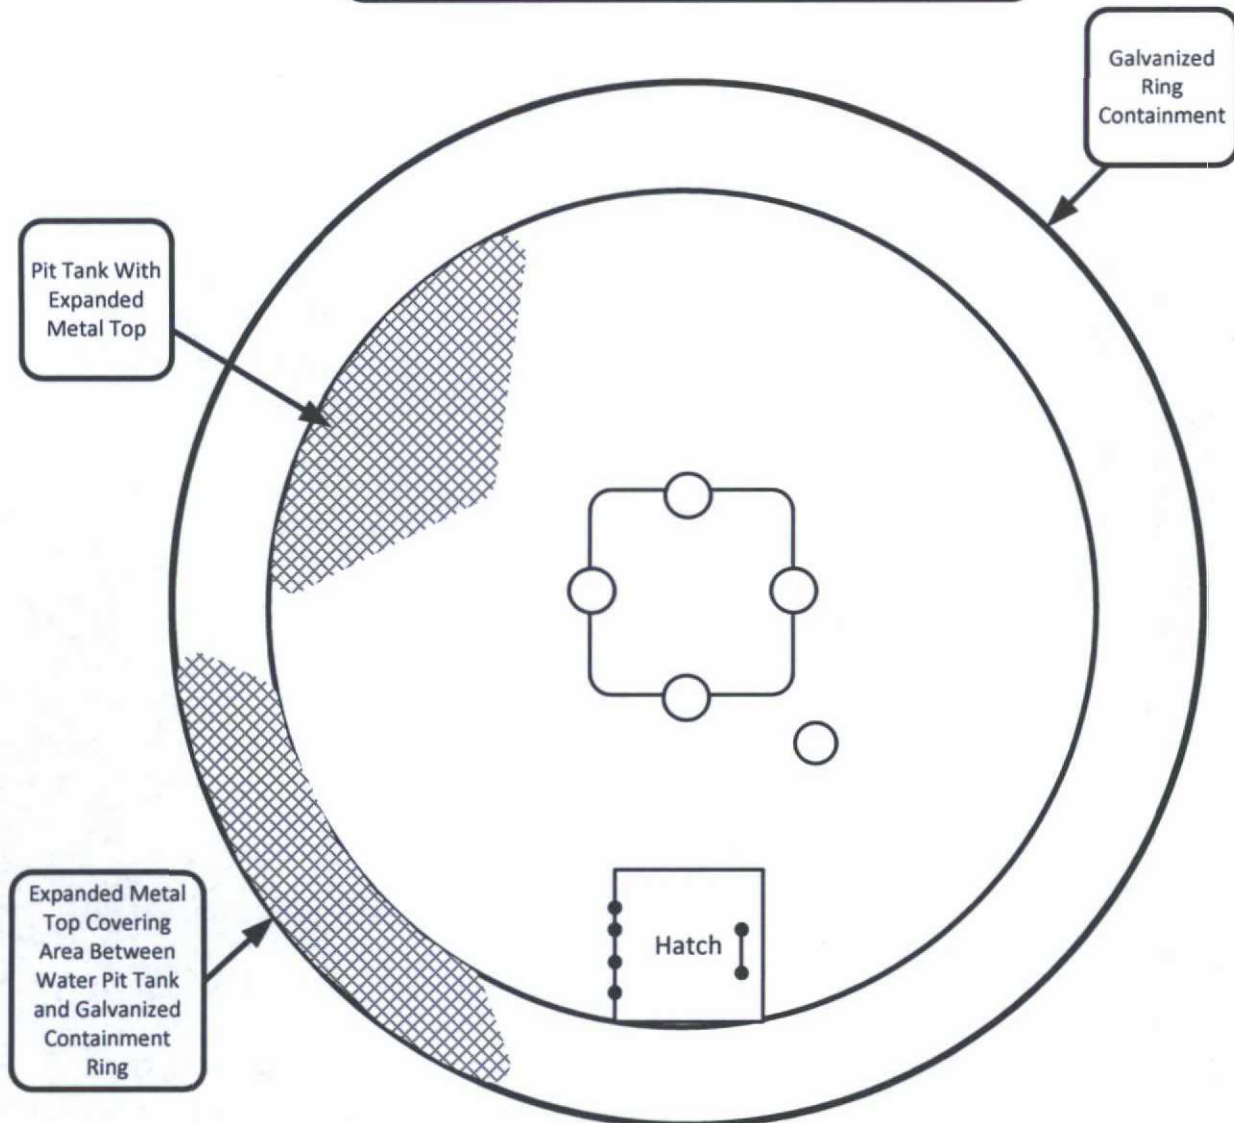 Galvanized
Ring
Containment
Pit Tank With
Expanded
Metal Top
Hatch
Expanded Metal
Top Covering
Area Between
Water Pit Tank
and Galvanized
Containment
Ring